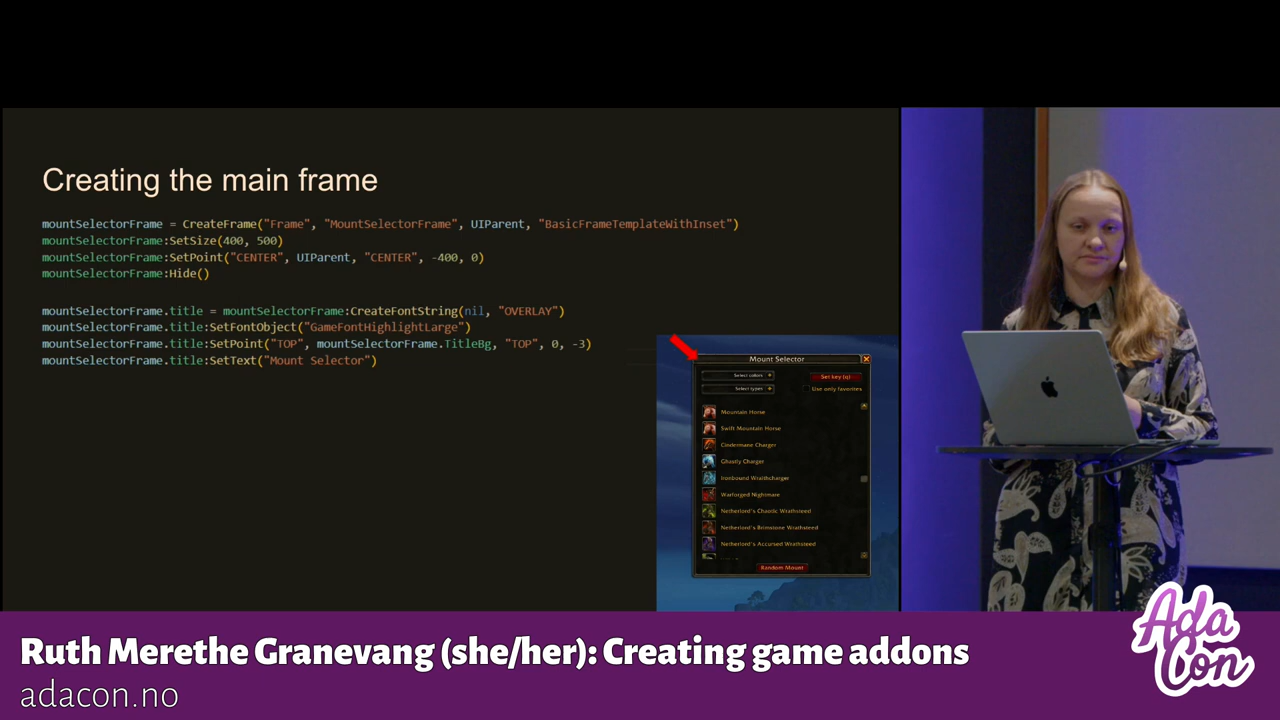 Creating the main frame
mountSelectorFrame = CreateFrame("Frame", "MountSelectorFrame", UIParent, "BasicFrameTemplateWithInset")
mountSelectorFrame:SetSize(400, 500)
mountSelectorFrame:SetPoint("CENTER", UIParent, "CENTER", -400, 0)
mountSelectorFrame:Hide()
mountSelectorFrame.title = mountSelectorFrame:CreateFontString(nil, "OVERLAY")
mountSelectorFrame.title:SetFontObject("GameFontHighlightLarge")
mountSelectorFrame.title:SetPoint("TOP", mountSelectorFrame.TitleBg, "TOP", 0, -3)
mountSelectorFrame.title:SetText("Mount Selector")
Mount Selector
Select colors
Set key (q)
Select types
Use only favorites
Mountain Horse
Swift Mountain Horse
Cindermane Charger
Ghastly Charger
Ironbound Wraithcharger
Warforged Nightmare
Netherlord's Chaotic Wrathsteed
Netherlord's Brimstone Wrathsteed
Netherlord's Accursed Wrathsteed
Random Mount
Ruth Merethe Granevang (she/her): Creating game addons
adacon.no
Ada
Con